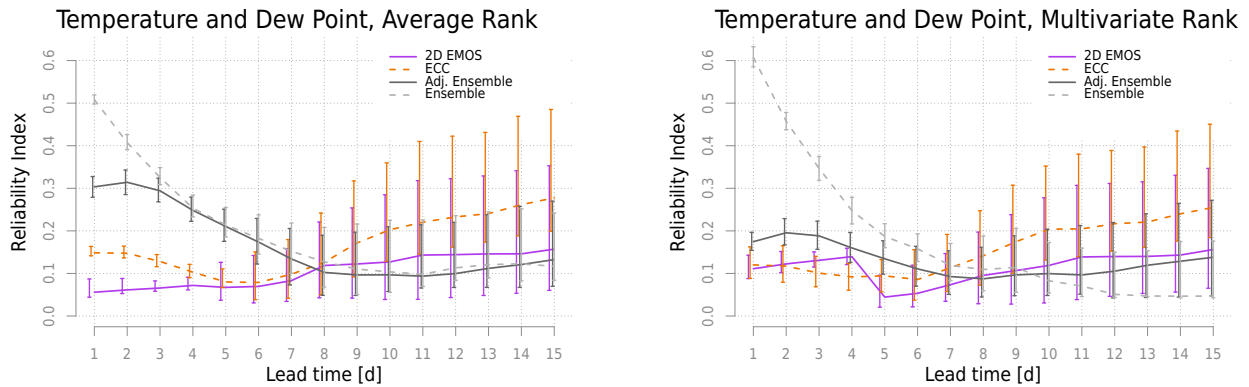 Temperature and Dew Point, Average Rank
Reliability Index
0.6
0.5
0.4
0.3
0.2
0.1
0.0
2D EMOS
ECC
Adj. Ensemble
Ensemble
1 2 3 4 5 6 7 8 9 10 11 12 13 14 15
Lead time [d]
Temperature and Dew Point, Multivariate Rank
Reliability Index
0.6
0.5
0.4
0.3
0.2
0.1
0.0
2D EMOS
ECC
Adj. Ensemble
Ensemble
1 2 3 4 5 6 7 8 9 10 11 12 13 14 15
Lead time [d]